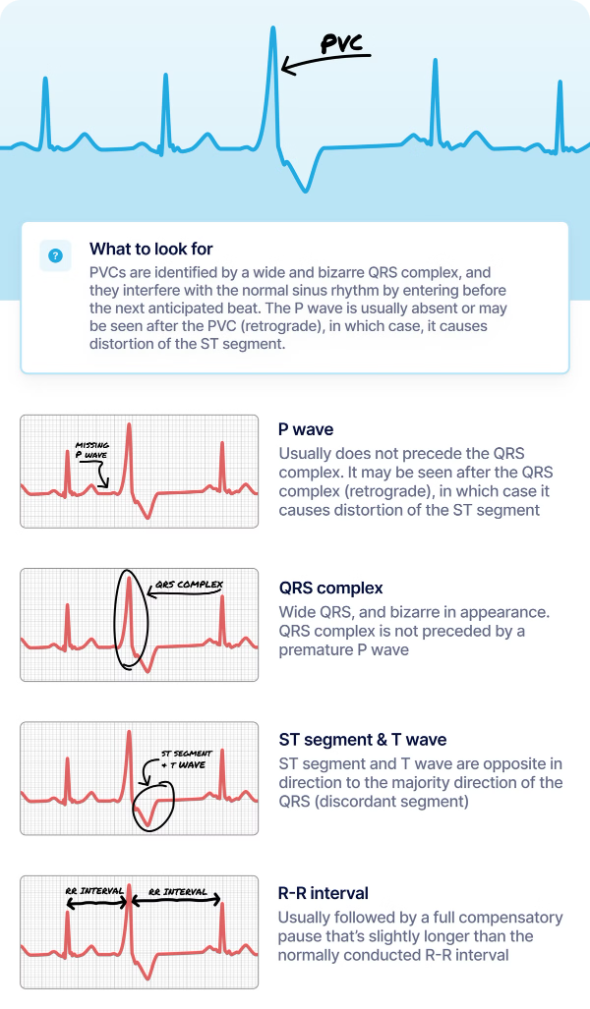 PVC
?
What to look for
PVCs are identified by a wide and bizarre QRS complex, and
they interfere with the normal sinus rhythm by entering before
the next anticipated beat. The P wave is usually absent or may
be seen after the PVC (retrograde), in which case, it causes
distortion of the ST segment.
MISSING
P WAVE
P wave
Usually does not precede the QRS
complex. It may be seen after the QRS
complex (retrograde), in which case it
causes distortion of the ST segment
QRS COMPLEX
QRS complex
Wide QRS, and bizarre in appearance.
QRS complex is not preceded by a
premature P wave
ST SEGMENT
+ T WAVE
ST segment & T wave
ST segment and T wave are opposite in
direction to the majority direction of the
QRS (discordant segment)
RR INTERVAL RR INTERVAL
R-R interval
Usually followed by a full compensatory
pause that’s slightly longer than the
normally conducted R-R interval